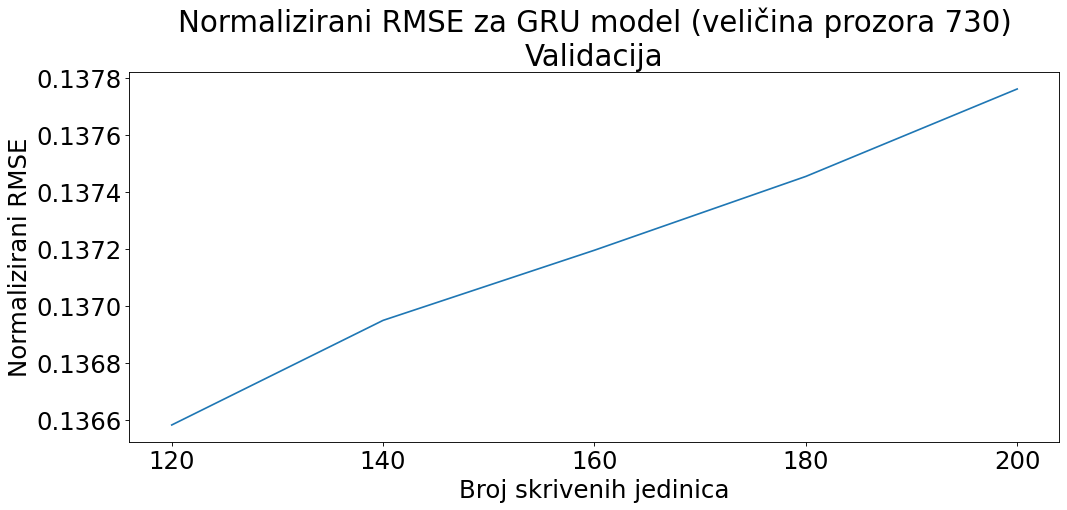 Normalizirani RMSE za GRU model (veličina prozora 730)
Validacija
Normalizirani RMSE
0.1378
0.1376
0.1374
0.1372
0.1370
0.1368
0.1366
120 140 160 180 200
Broj skrivenih jedinica